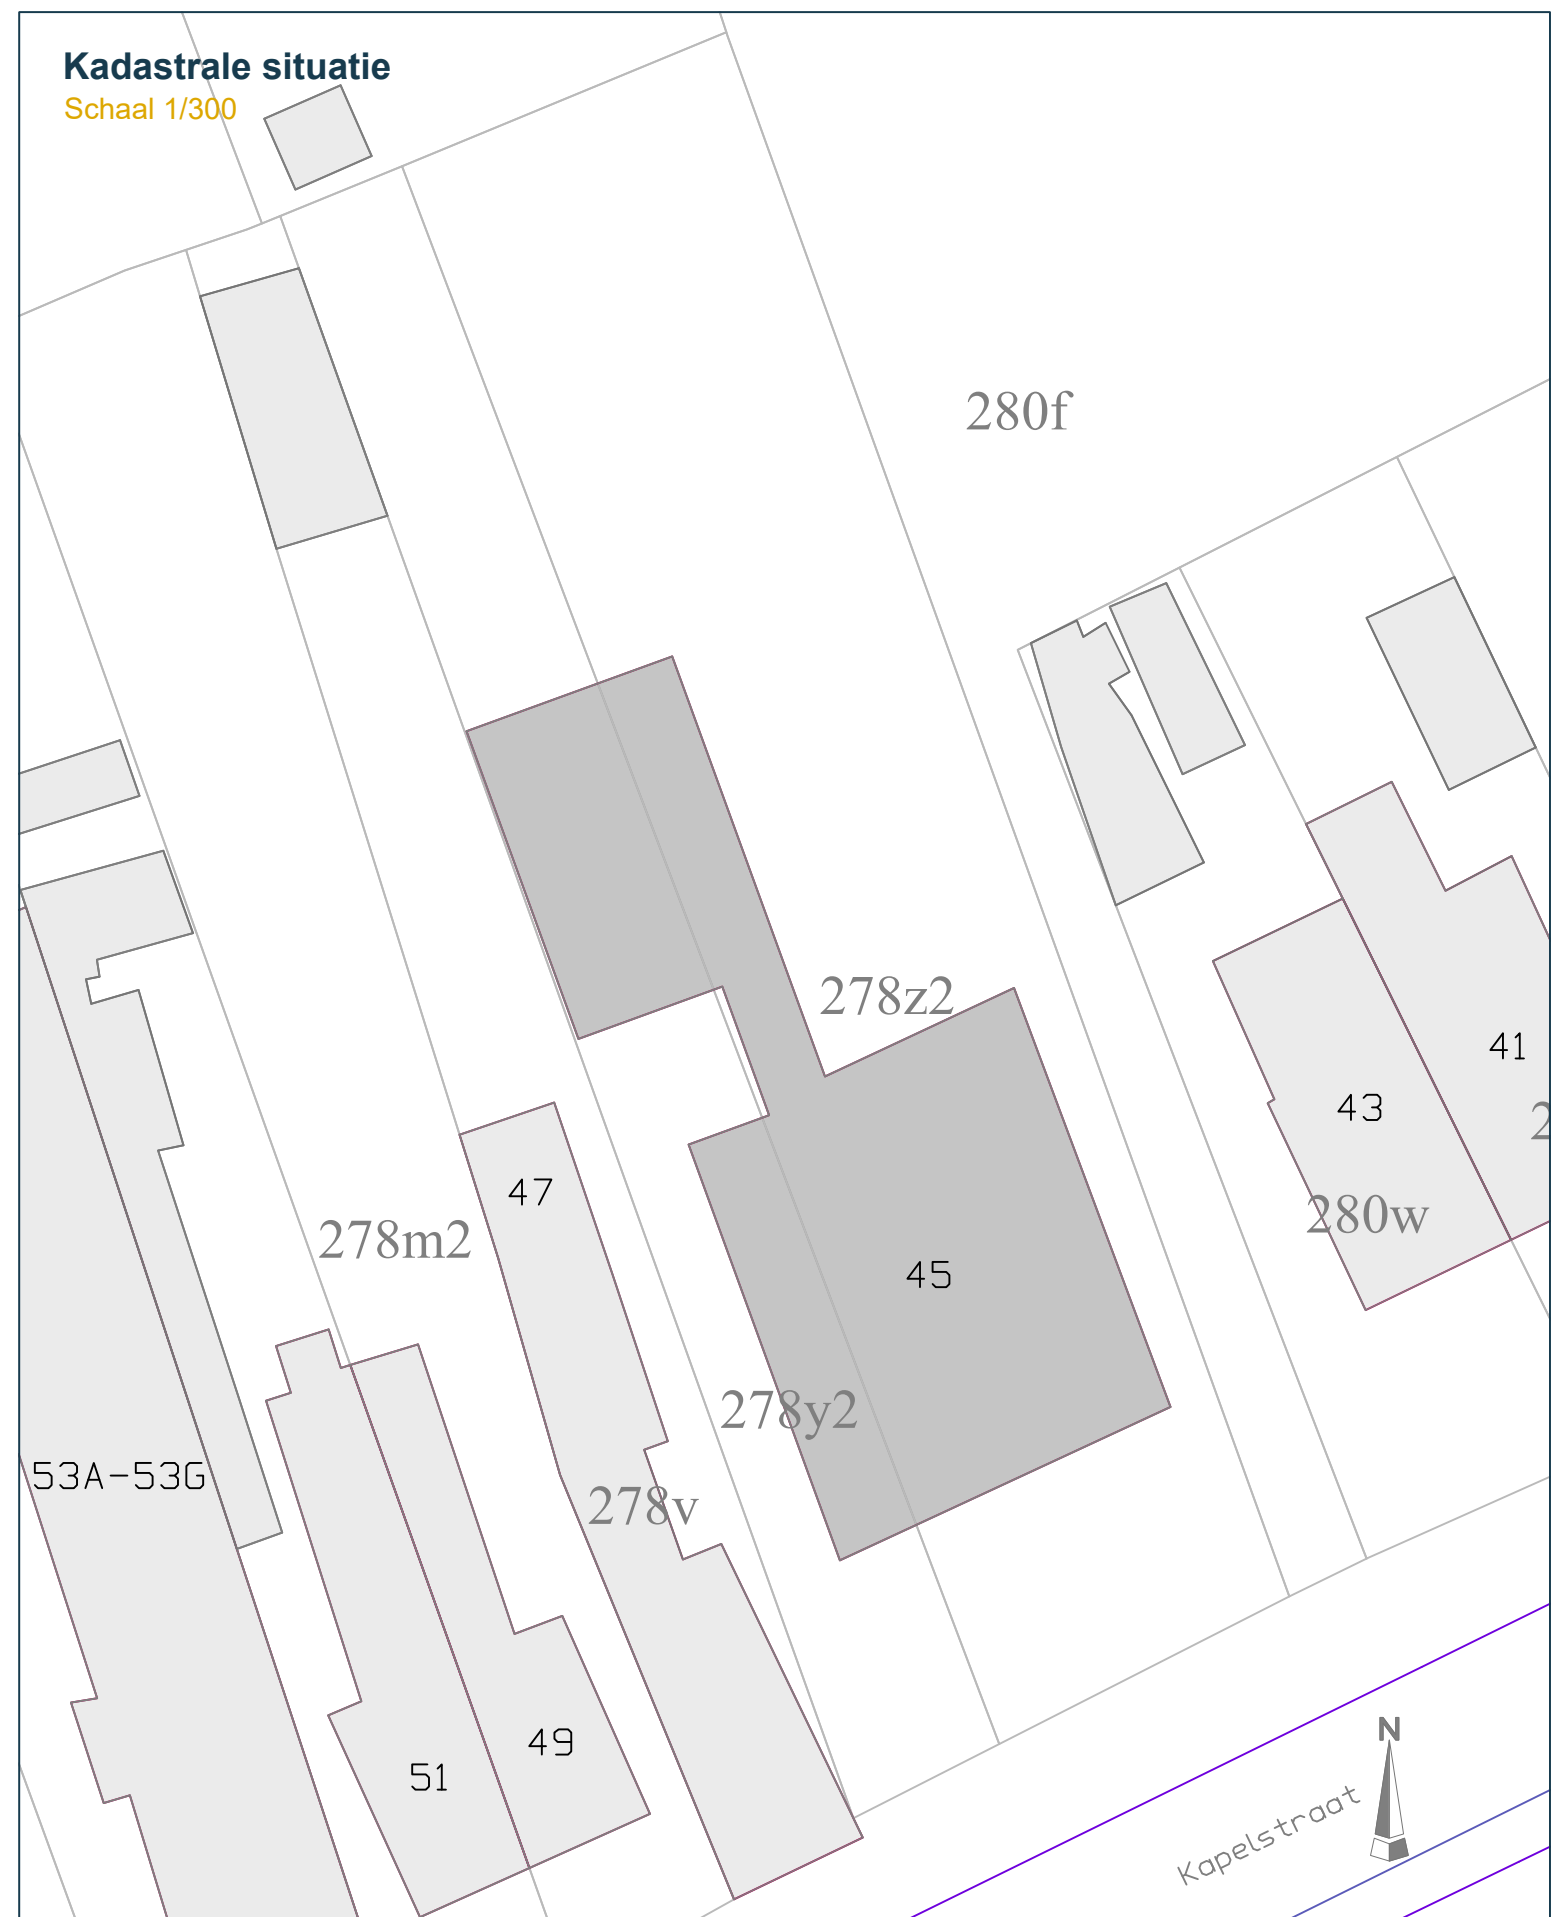 Kadastrale situatie
Schaal 1/300
280f
278z2
41
43
2
47
280w
278m2
45
278y2
53A-53G
278v
N
49
51
Kapelstraat